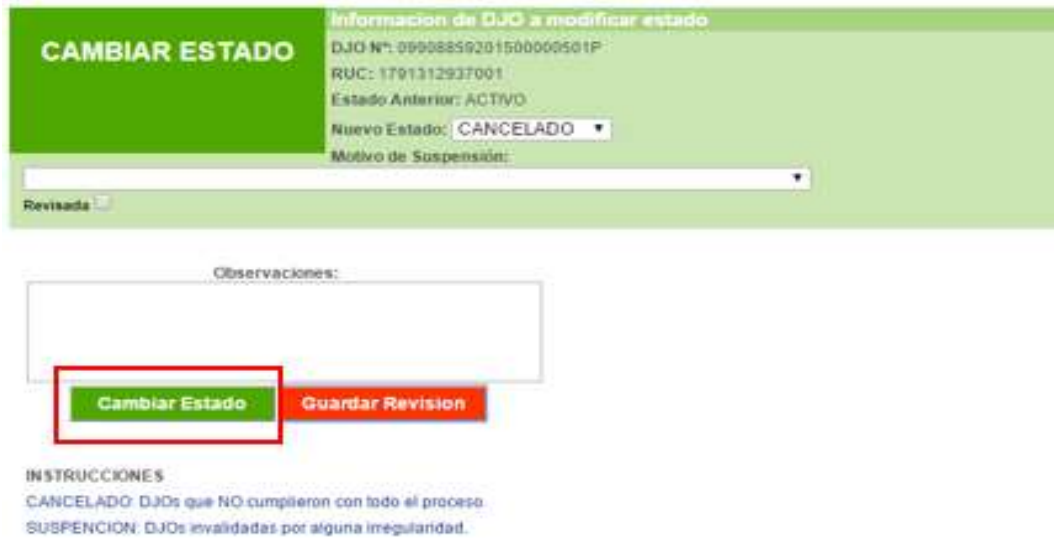 CAMBIAR ESTADO
Informacion de DJO a modificar estado
DJO Nº: 09908859201500000501P
RUC: 1791312937001
Estado Anterior: ACTIVO
Nuevo Estado: CANCELADO
Motivo de Suspensión:
Revisada
Observaciones:
Cambiar Estado
Guardar Revision
INSTRUCCIONES
CANCELADO: DJOs que NO cumplieron con todo el proceso
SUSPENCION: DJOs invalidadas por alguna irregularidad.